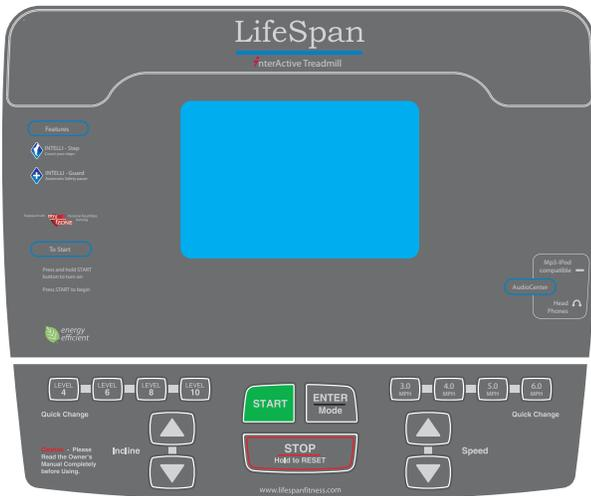 LifeSpan
InterActive Treadmill
Features
INTELLI - Step
Count your steps
INTELLI - Guard
Automatic Safety pause
ZONE
To Start
Press and hold START
button to turn on
Press START to begin
energy
efficient
Mp3-iPod
compatible
AudioCenter
Head
Phones
LEVEL
4
LEVEL
6
LEVEL
8
LEVEL
10
Quick Change
START
ENTER
Mode
3.0
MPH
4.0
MPH
5.0
MPH
6.0
MPH
Quick Change
Caution - Please
Read the Owner's
Manual Completely
before Using.
Incline
STOP
Hold to RESET
Speed
www.lifespanfitness.com